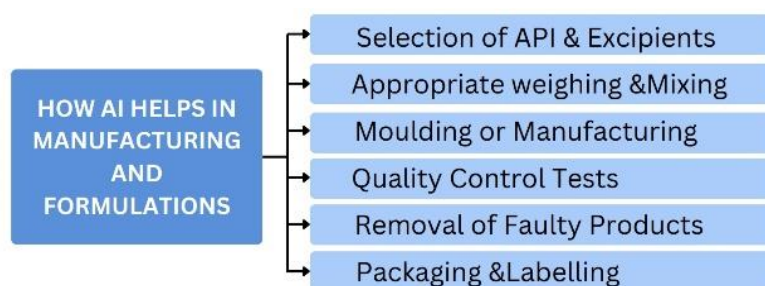 HOW AI HELPS IN
MANUFACTURING
AND
FORMULATIONS
Selection of API & Excipients
Appropriate weighing &Mixing
Moulding or Manufacturing
Quality Control Tests
Removal of Faulty Products
Packaging &Labelling